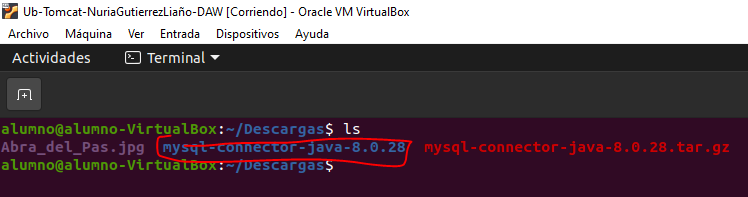 Ub-Tomcat-NuriaGutierrezLiaño-DAW [Corriendo] - Oracle VM VirtualBox
Archivo Máquina Ver Entrada Dispositivos Ayuda
Actividades Terminal
alumno@alumno-VirtualBox:~/Descargas$ ls
Abra_del_Pas.jpg mysql-connector-java-8.0.28 mysql-connector-java-8.0.28.tar.gz
alumno@alumno-VirtualBox:~/Descargas$